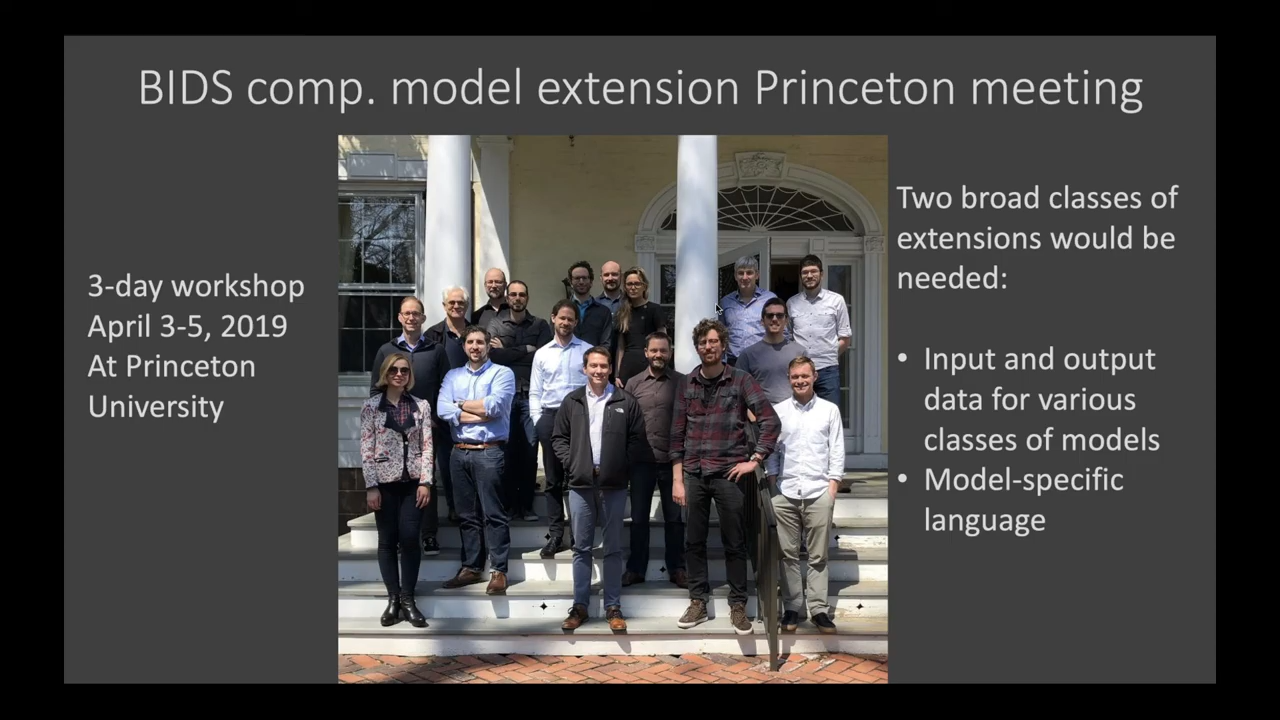 BIDS comp. model extension Princeton meeting
3-day workshop
April 3-5, 2019
At Princeton
University
Two broad classes of
extensions would be
needed:
• Input and output
data for various
classes of models
• Model-specific
language